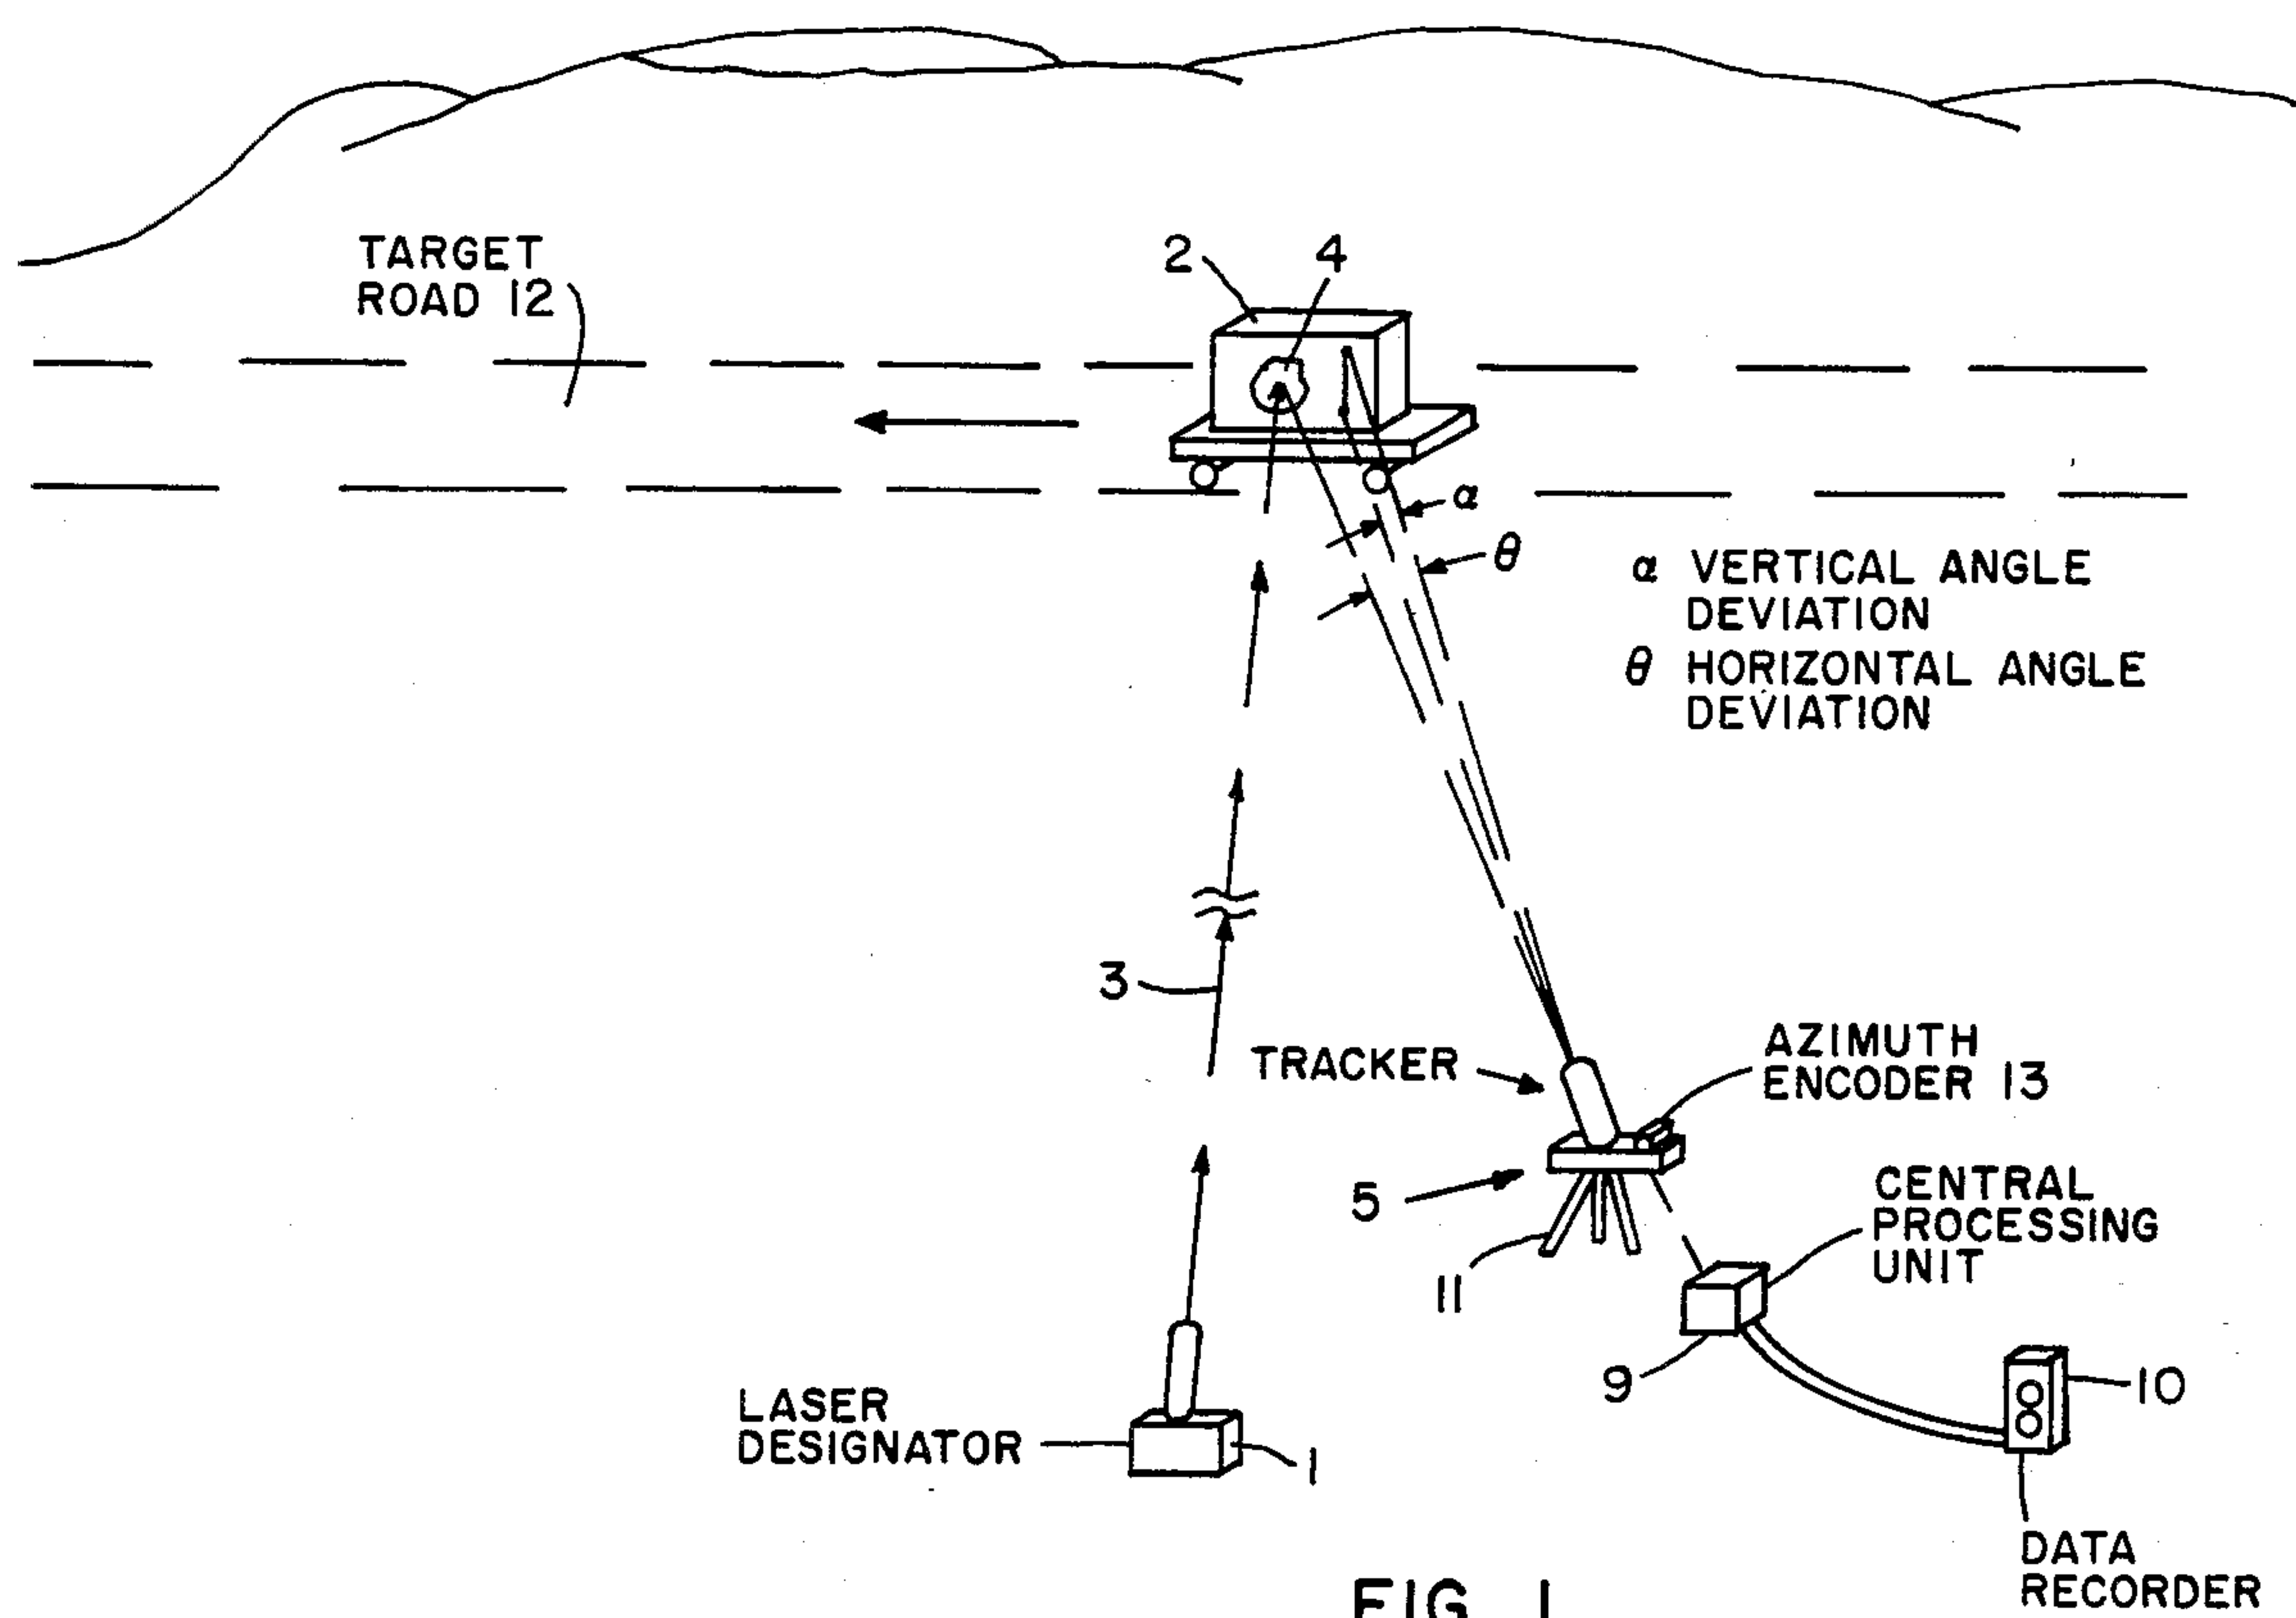 TARGET
ROAD 12
2
4
α
θ
α VERTICAL ANGLE
DEVIATION
θ HORIZONTAL ANGLE
DEVIATION
3
TRACKER
AZIMUTH
ENCODER 13
5
CENTRAL
PROCESSING
UNIT
11
9
10
LASER
DESIGNATOR
1
DATA
RECORDER
FIG. 1